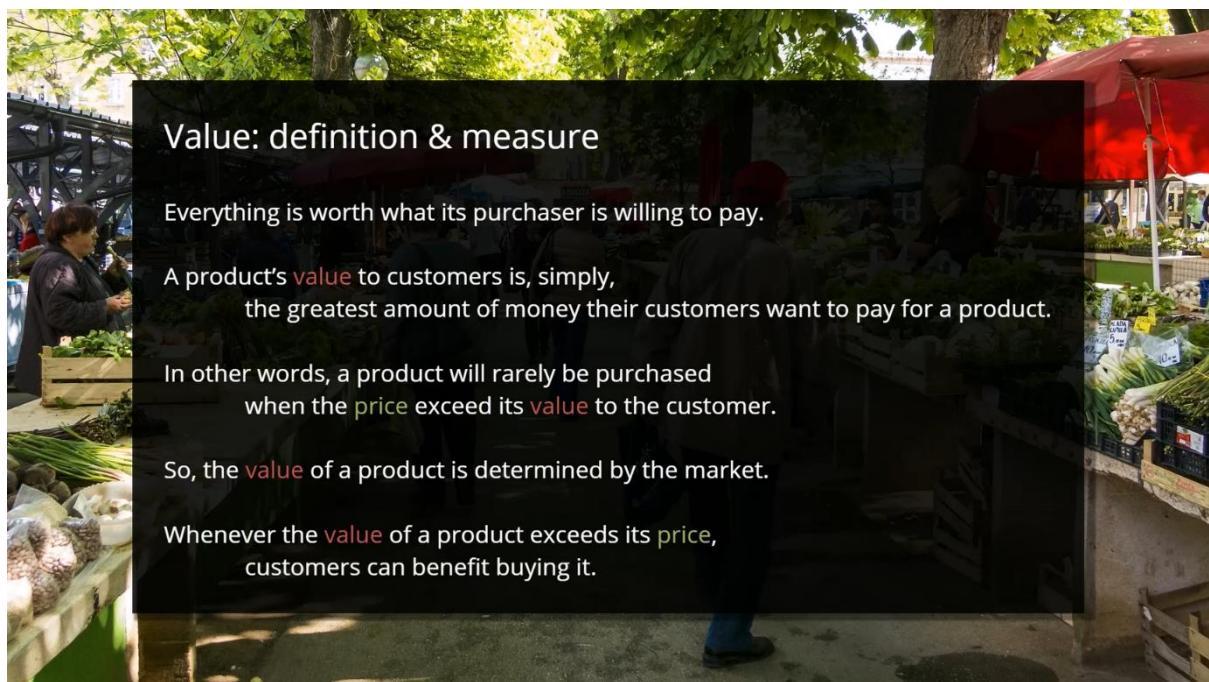 Value: definition & measure
Everything is worth what its purchaser is willing to pay.
A product's value to customers is, simply,
the greatest amount of money their customers want to pay for a product.
In other words, a product will rarely be purchased
when the price exceed its value to the customer.
So, the value of a product is determined by the market.
Whenever the value of a product exceeds its price,
customers can benefit buying it.